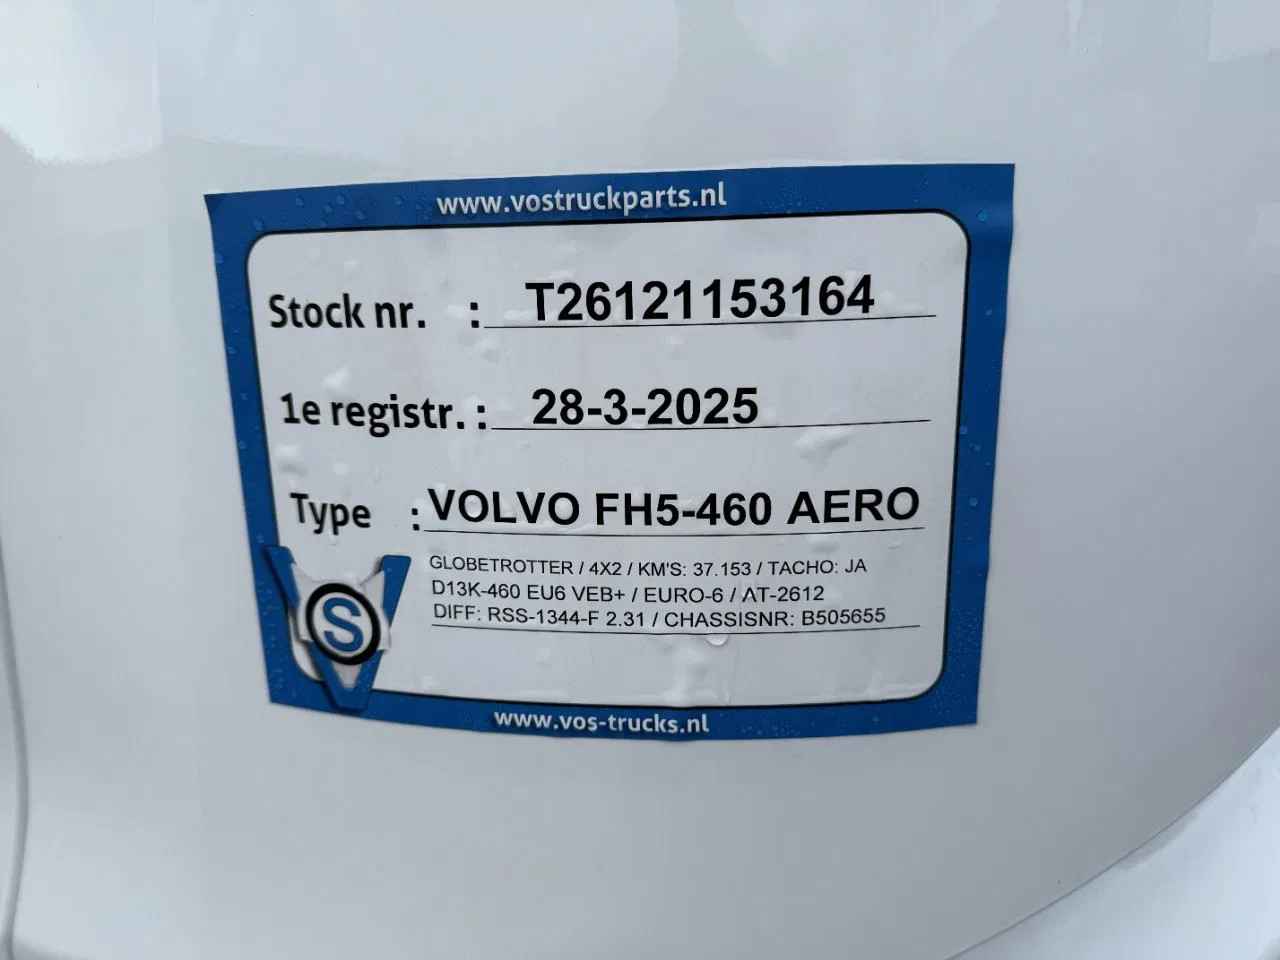 www.vostruckparts.nl
Stock nr. : T26121153164
1e registr. : 28-3-2025
Type : VOLVO FH5-460 AERO
GLOBETROTTER / 4X2 / KM'S: 37.153 / TACHO: JA
D13K-460 EU6 VEB+ / EURO-6 / AT-2612
DIFF: RSS-1344-F 2.31 / CHASSISNR: B505655
VOS
www.vos-trucks.nl